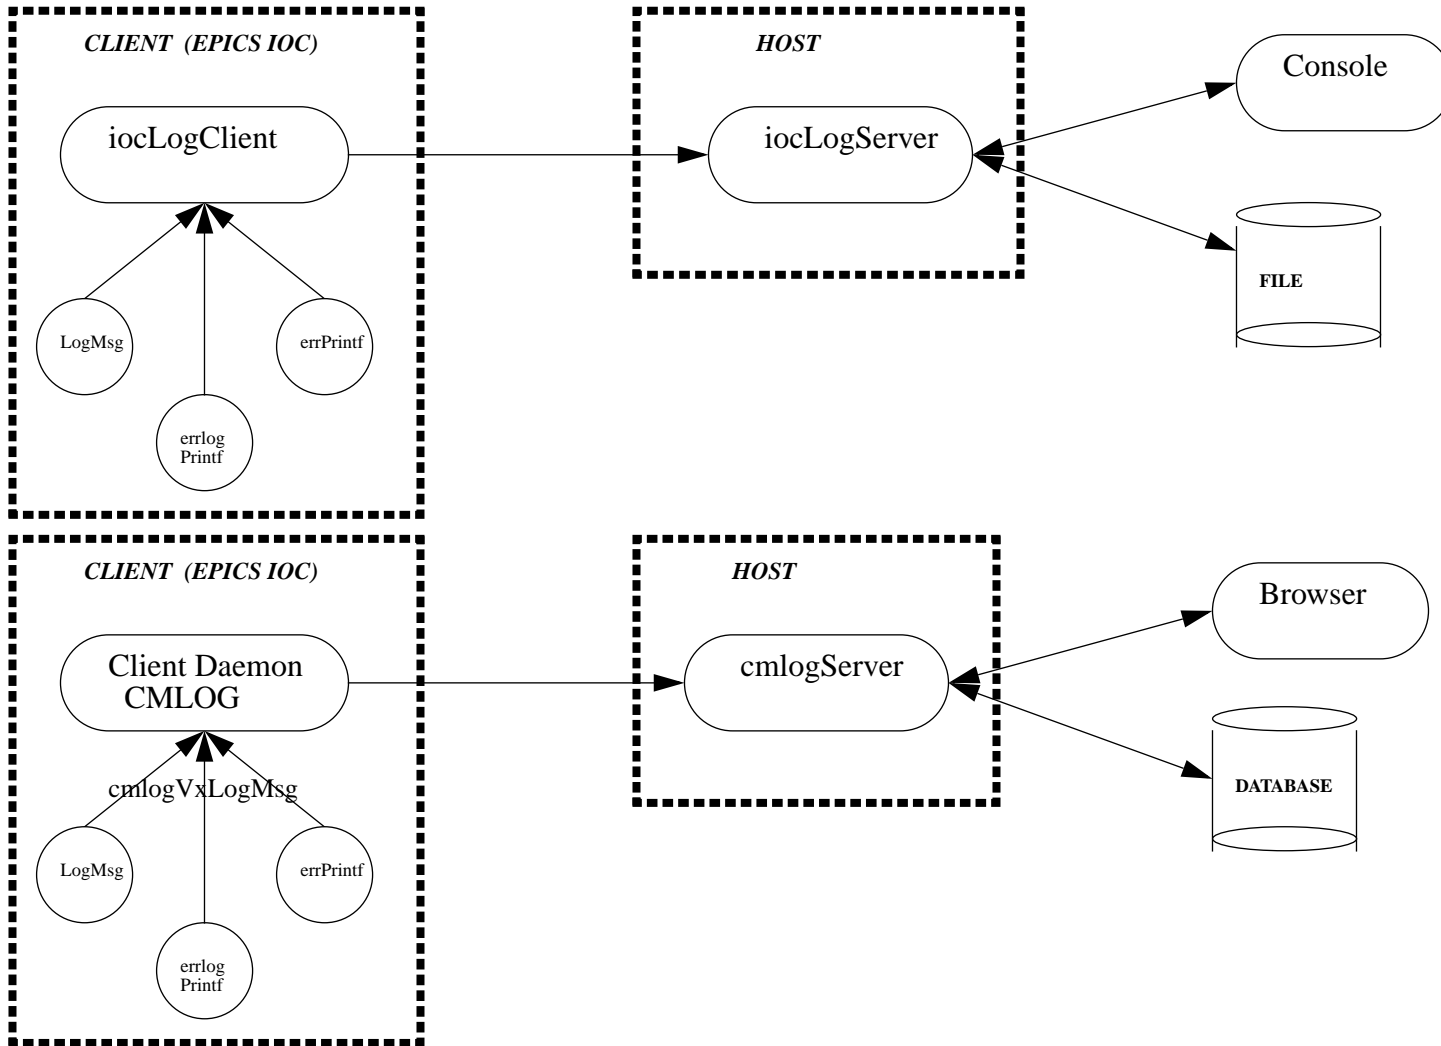 CLIENT (EPICS IOC)
HOST
Console
iocLogClient
iocLogServer
FILE
LogMsg
errPrintf
errlog
Printf
CLIENT (EPICS IOC)
HOST
Browser
Client Daemon
CMLOG
cmlogServer
cmlogVxLogMsg
DATABASE
LogMsg
errPrintf
errlog
Printf